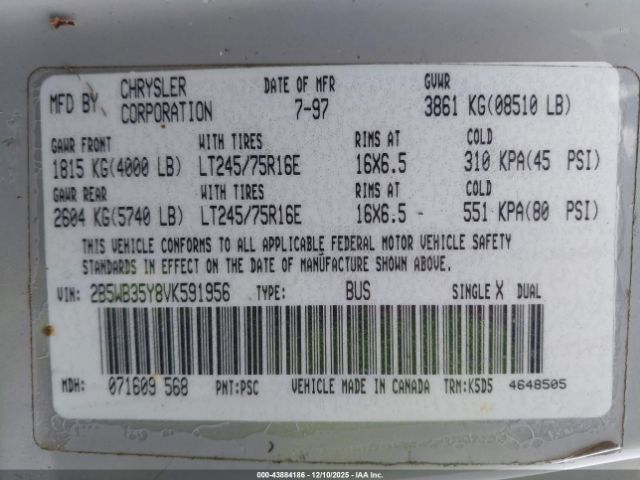 MFD BY CHRYSLER CORPORATION DATE OF MFR 7-97 GVWR 3861 KG(08510 LB)
GAWR FRONT WITH TIRES RIMS AT COLD
1815 KG(4000 LB) LT245/75R16E 16X6.5 310 KPA(45 PSI)
GAWR REAR WITH TIRES RIMS AT COLD
2604 KG(5740 LB) LT245/75R16E 16X6.5 - 551 KPA(80 PSI)
THIS VEHICLE CONFORMS TO ALL APPLICABLE FEDERAL MOTOR VEHICLE SAFETY
STANDARDS IN EFFECT ON THE DATE OF MANUFACTURE SHOWN ABOVE.
VIN: 2B5WB35Y8VK591956 TYPE: BUS SINGLE X DUAL
MDH: 071609 568 PNT:PSC VEHICLE MADE IN CANADA TRM:K5D5 4648505
000-43884186 - 12/10/2025 - IAA Inc.